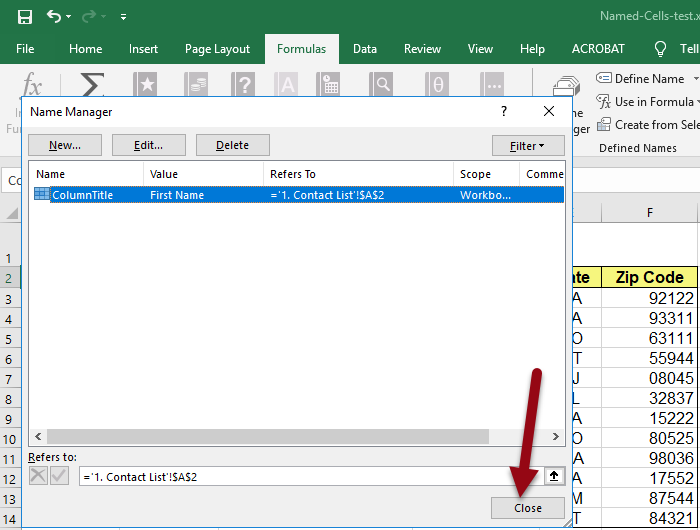 Named-Cells-test.x
File Home Insert Page Layout Formulas Data Review View Help ACROBAT Tell
fx Σ ? A θ ...
Define Name
Use in Formula
Create from Sele
Defined Names
Name Manager ? ×
New... Edit... Delete Filter
Name Value Refers To Scope Comme
ColumnTitle First Name ='1. Contact List'!$A$2 Workbo...
Refers to:
='1. Contact List'!$A$2
Close
F
1
2 ate Zip Code
3 A 92122
4 A 93311
5 O 63111
6 T 55944
7 J 08045
8 L 32837
9 A 15222
10 O 80525
11 A 98036
12 A 17552
13 M 87544
14 T 84321